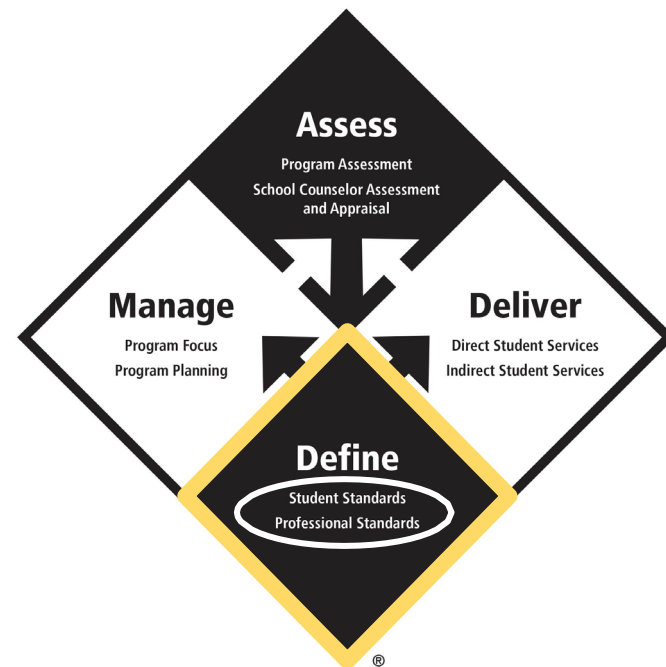 Assess
Program Assessment
School Counselor Assessment
and Appraisal
Manage
Program Focus
Program Planning
Deliver
Direct Student Services
Indirect Student Services
Define
Student Standards
Professional Standards
®